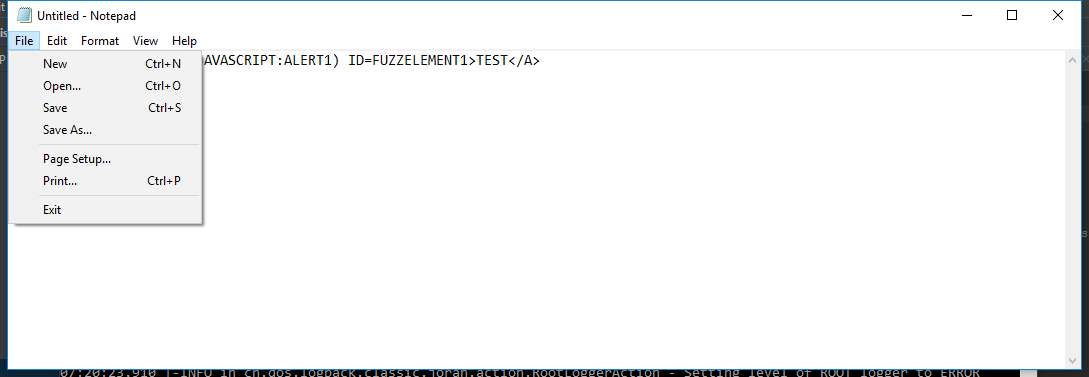 Untitled - Notepad
File Edit Format View Help
AVASCRIPT:ALERT1) ID=FUZZELEMENT1>TEST</A>
New Ctrl+N
Open... Ctrl+O
Save Ctrl+S
Save As...
Page Setup...
Print... Ctrl+P
Exit
07:20:23.910 |-INFO in ch.qos.logback.classic.joran.action.RootLoggerAction - Setting level of ROOT logger to ERROR